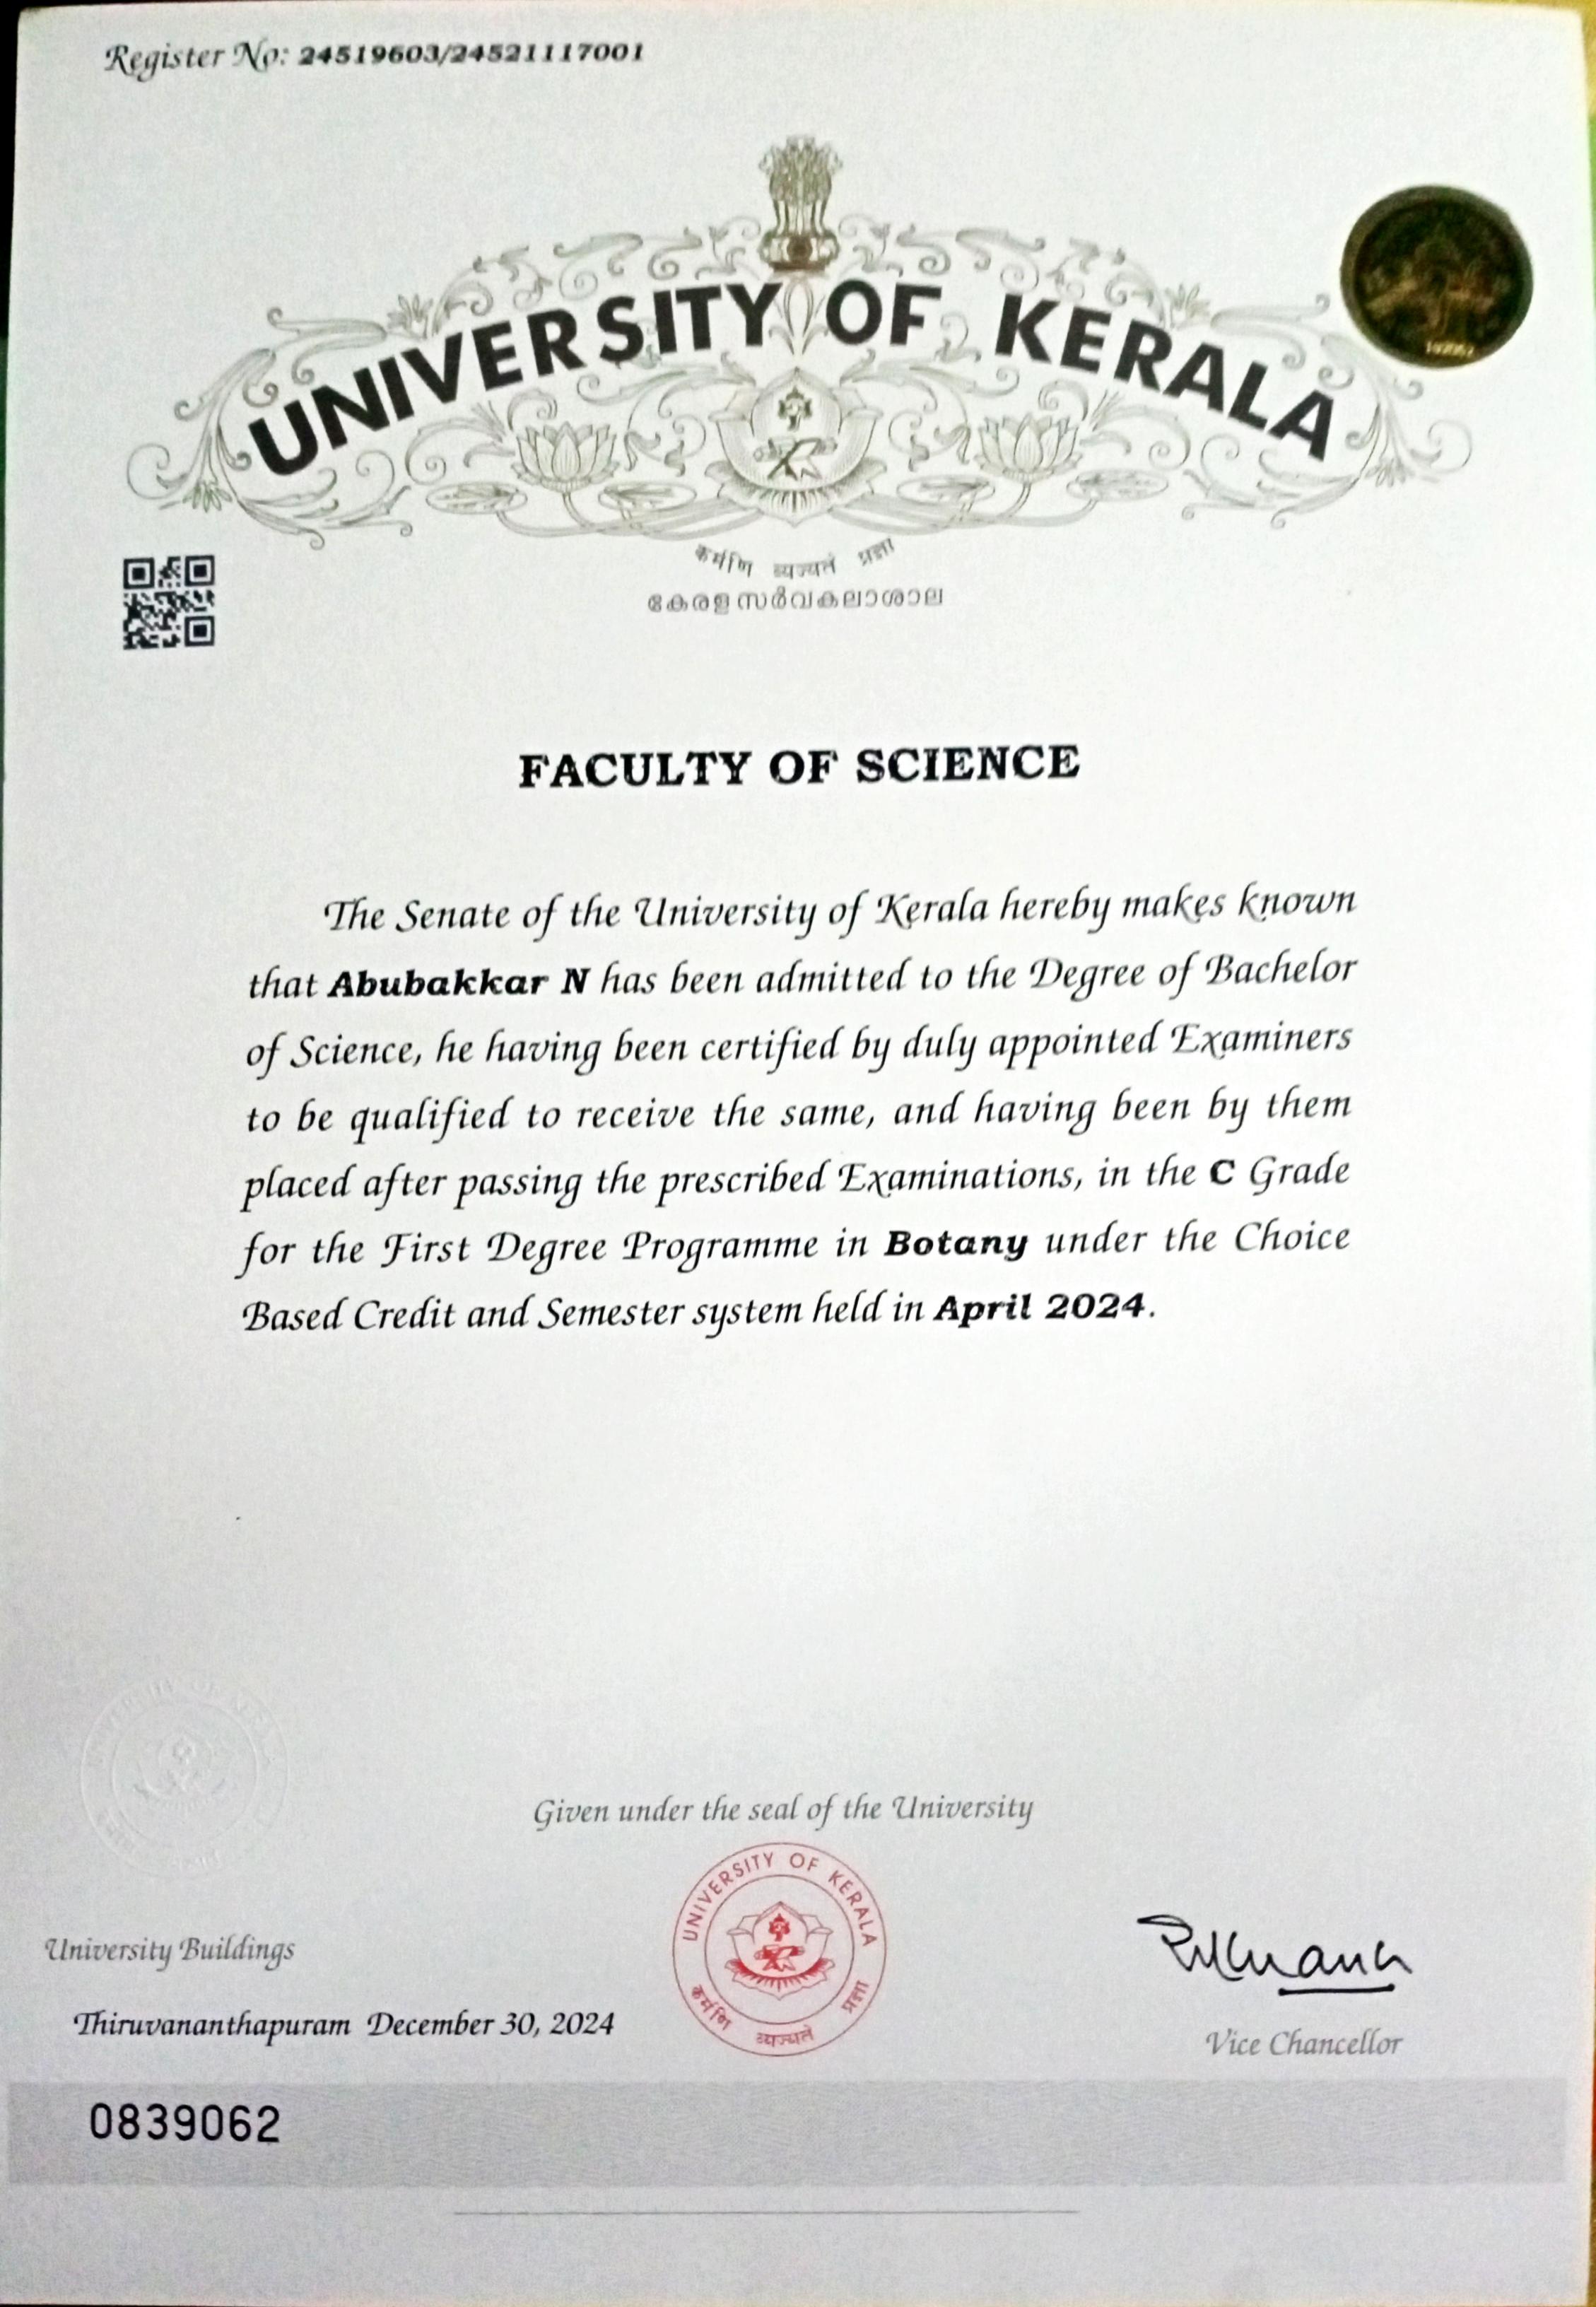 Register No: 24519603/24521117001
UNIVERSITY OF KERALA
कर्मणि व्यज्यते प्रज्ञा
കേരള സർവകലാശാല
FACULTY OF SCIENCE
The Senate of the University of Kerala hereby makes known
that Abubakkar N has been admitted to the Degree of Bachelor
of Science, he having been certified by duly appointed Examiners
to be qualified to receive the same, and having been by them
placed after passing the prescribed Examinations, in the C Grade
for the First Degree Programme in Botany under the Choice
Based Credit and Semester system held in April 2024.
Given under the seal of the University
UNIVERSITY OF KERALA
कर्मणि व्यज्यते प्रज्ञा
University Buildings
Thiruvananthapuram December 30, 2024
Vice Chancellor
0839062